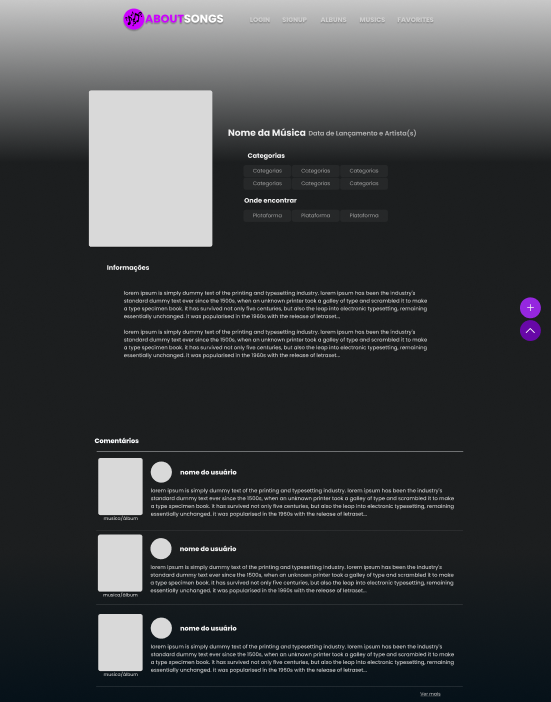 ABOUTSONGS LOGIN SIGNUP ALBUNS MUSICS FAVORITES
Nome da Música Data de Lançamento e Artista(s)
Categorias
Categorias Categorias Categorias
Categorias Categorias Categorias
Onde encontrar
Plataforma Plataforma Plataforma
Informações
lorem Ipsum is simply dummy text of the printing and typesetting industry. lorem Ipsum has been the industry's
standard dummy text ever since the 1500s, when an unknown printer took a galley of type and scrambled it to make
a type specimen book. it has survived not only five centuries, but also the leap into electronic typesetting, remaining
essentially unchanged. it was popularised in the 1960s with the release of letraset...
lorem Ipsum is simply dummy text of the printing and typesetting industry. lorem Ipsum has been the industry's
standard dummy text ever since the 1500s, when an unknown printer took a galley of type and scrambled it to make
a type specimen book. it has survived not only five centuries, but also the leap into electronic typesetting, remaining
essentially unchanged. it was popularised in the 1960s with the release of letraset...
Comentários
nome do usuário
lorem Ipsum is simply dummy text of the printing and typesetting industry. lorem Ipsum has been the industry's
standard dummy text ever since the 1500s, when an unknown printer took a galley of type and scrambled it to make
a type specimen book. it has survived not only five centuries, but also the leap into electronic typesetting, remaining
essentially unchanged. it was popularised in the 1960s with the release of letraset...
musica/álbum
nome do usuário
lorem Ipsum is simply dummy text of the printing and typesetting industry. lorem Ipsum has been the industry's
standard dummy text ever since the 1500s, when an unknown printer took a galley of type and scrambled it to make
a type specimen book. it has survived not only five centuries, but also the leap into electronic typesetting, remaining
essentially unchanged. it was popularised in the 1960s with the release of letraset...
musica/álbum
nome do usuário
lorem Ipsum is simply dummy text of the printing and typesetting industry. lorem Ipsum has been the industry's
standard dummy text ever since the 1500s, when an unknown printer took a galley of type and scrambled it to make
a type specimen book. it has survived not only five centuries, but also the leap into electronic typesetting, remaining
essentially unchanged. it was popularised in the 1960s with the release of letraset...
musica/álbum
Ver mais